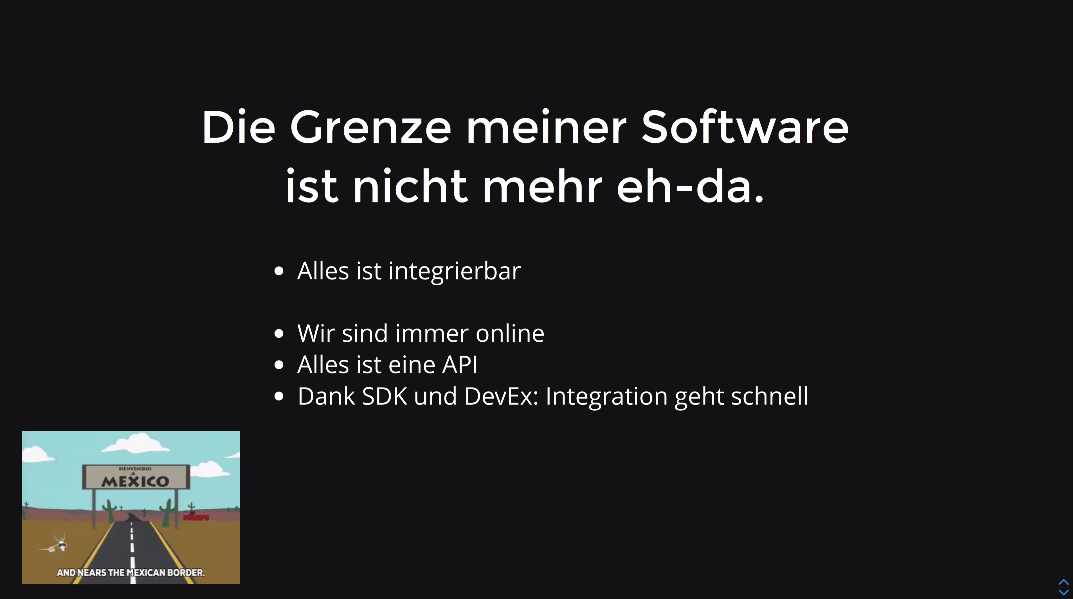 Die Grenze meiner Software
ist nicht mehr eh-da.
Alles ist integrierbar
Wir sind immer online
Alles ist eine API
Dank SDK und DevEx: Integration geht schnell
BIENVENIDOS
A
MEXICO
AND NEARS THE MEXICAN BORDER.